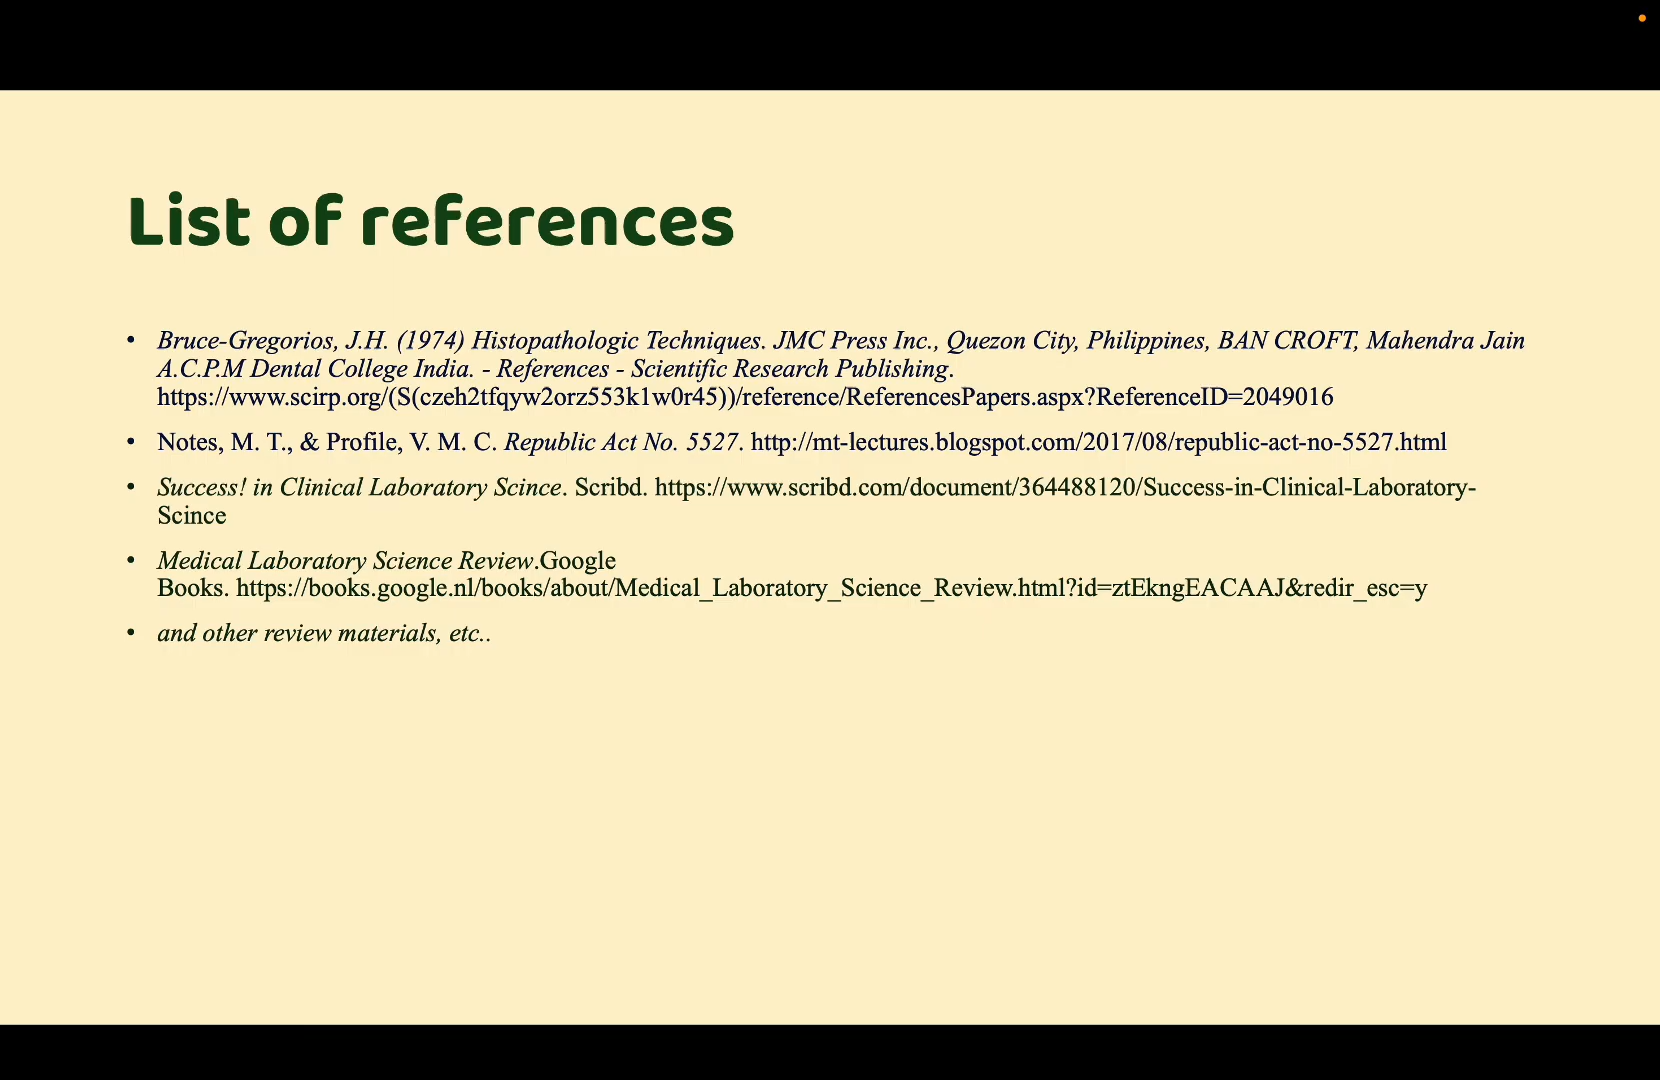 List of references
• Bruce-Gregorios, J.H. (1974) Histopathologic Techniques. JMC Press Inc., Quezon City, Philippines, BAN CROFT, Mahendra Jain
A.C.P.M Dental College India. - References - Scientific Research Publishing.
https://www.scirp.org/(S(czeh2tfqyw2orz553k1w0r45))/reference/ReferencesPapers.aspx?ReferenceID=2049016
• Notes, M. T., & Profile, V. M. C. Republic Act No. 5527. http://mt-lectures.blogspot.com/2017/08/republic-act-no-5527.html
• Success! in Clinical Laboratory Scince. Scribd. https://www.scribd.com/document/364488120/Success-in-Clinical-Laboratory-
Scince
• Medical Laboratory Science Review.Google
Books. https://books.google.nl/books/about/Medical_Laboratory_Science_Review.html?id=ztEkngEACAAJ&redir_esc=y
• and other review materials, etc..